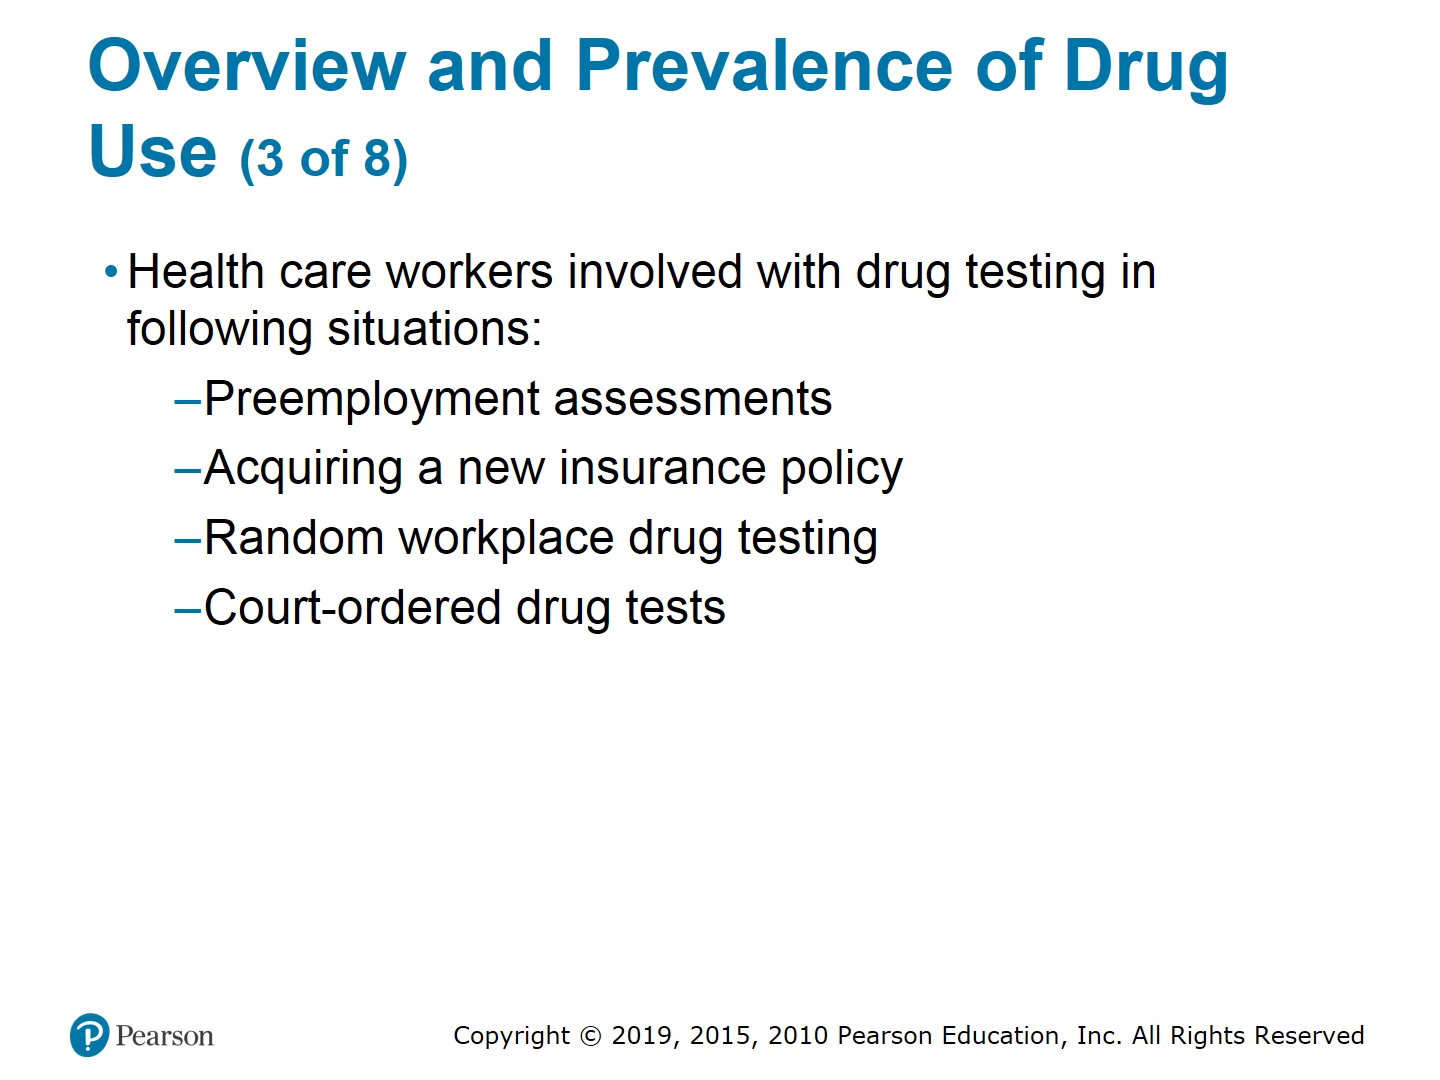 Overview and Prevalence of Drug
Use (3 of 8)
• Health care workers involved with drug testing in
following situations:
–Preemployment assessments
–Acquiring a new insurance policy
–Random workplace drug testing
–Court-ordered drug tests
Pearson
Copyright © 2019, 2015, 2010 Pearson Education, Inc. All Rights Reserved